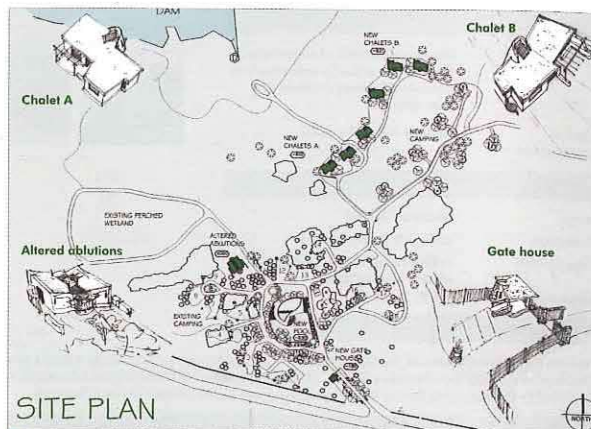 DAM
Chalet A
NEW
CHALETS B.
Chalet B
NEW
CHALETS A
NEW
CAMPING
EXISTING PERCHED
WETLAND
ALTERED
ABLUTIONS
Altered ablutions
Gate house
EXISTING
CAMPING
NEW
POOL
NEW GATE
HOUSE
SITE PLAN
NORTH